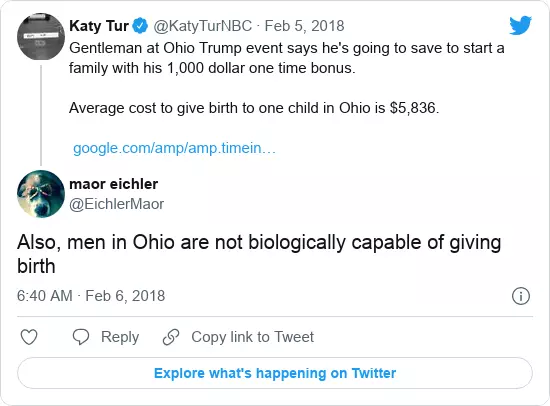 Katy Tur @KatyTurNBC · Feb 5, 2018
Gentleman at Ohio Trump event says he's going to save to start a
family with his 1,000 dollar one time bonus.
Average cost to give birth to one child in Ohio is $5,836.
google.com/amp/amp.timein…
maor eichler
@EichlerMaor
Also, men in Ohio are not biologically capable of giving
birth
6:40 AM · Feb 6, 2018
Reply
Copy link to Tweet
Explore what's happening on Twitter